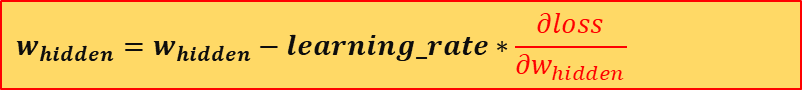 w_hidden = w_hidden − learning_rate * ∂loss / ∂w_hidden